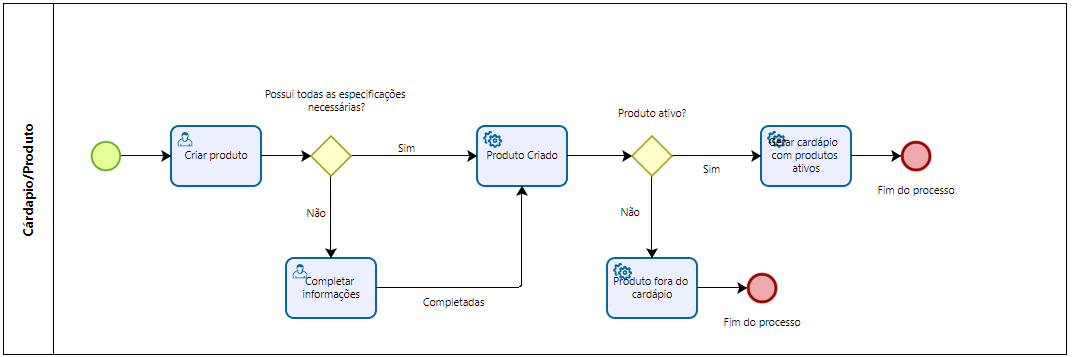 Cárdapio/Produto
Possui todas as especificações
necessárias?
Criar produto
Sim
Não
Completar
informações
Completadas
Produto Criado
Produto ativo?
Sim
Não
Gerar cardápio
com produtos
ativos
Fim do processo
Produto fora do
cardápio
Fim do processo